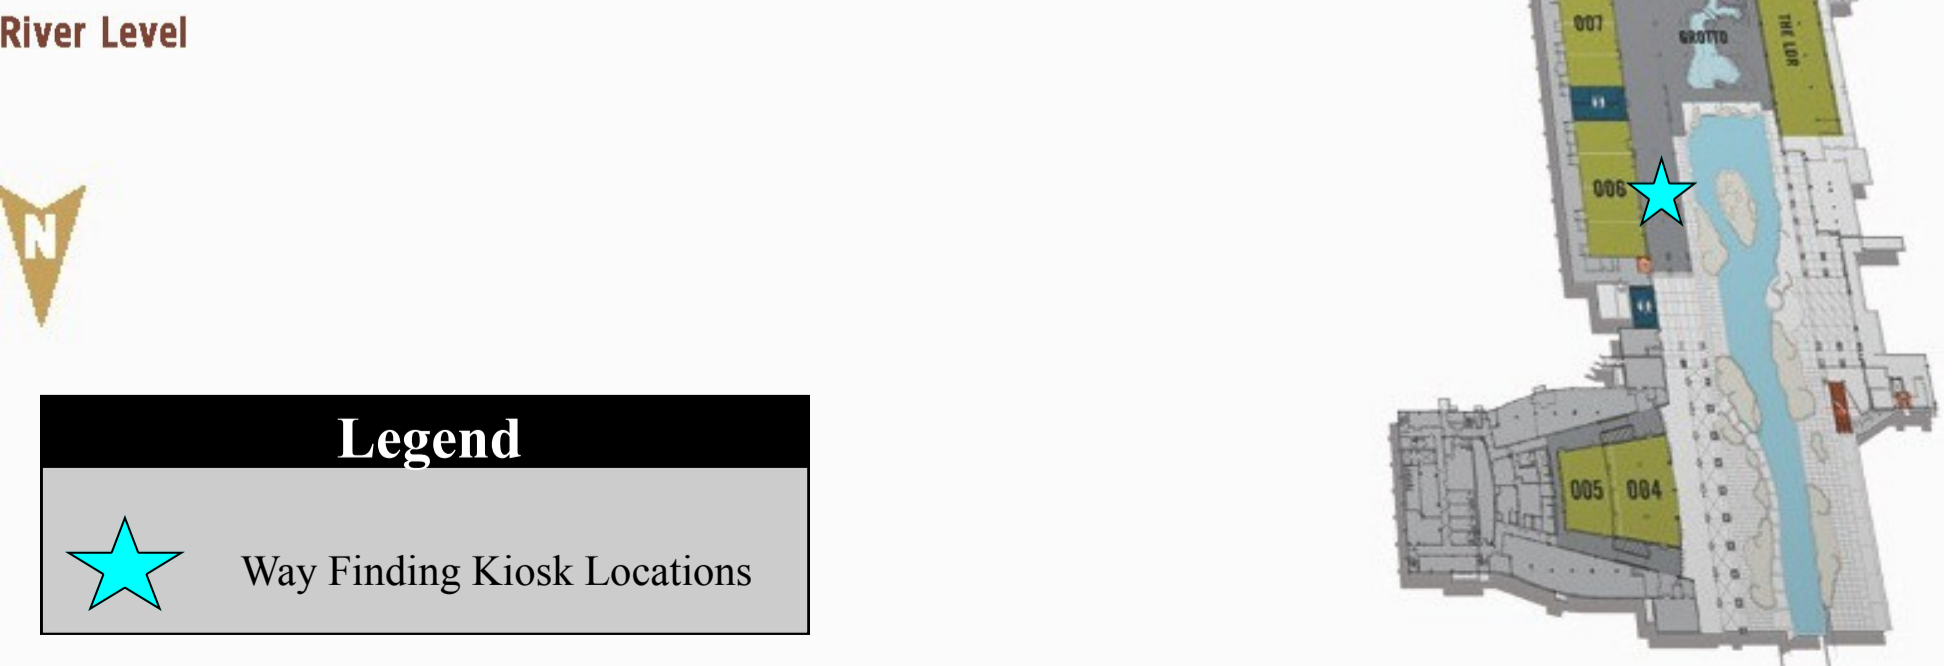 River Level
007
GROTTO
THE LDR
006
N
Legend
005
004
Way Finding Kiosk Locations